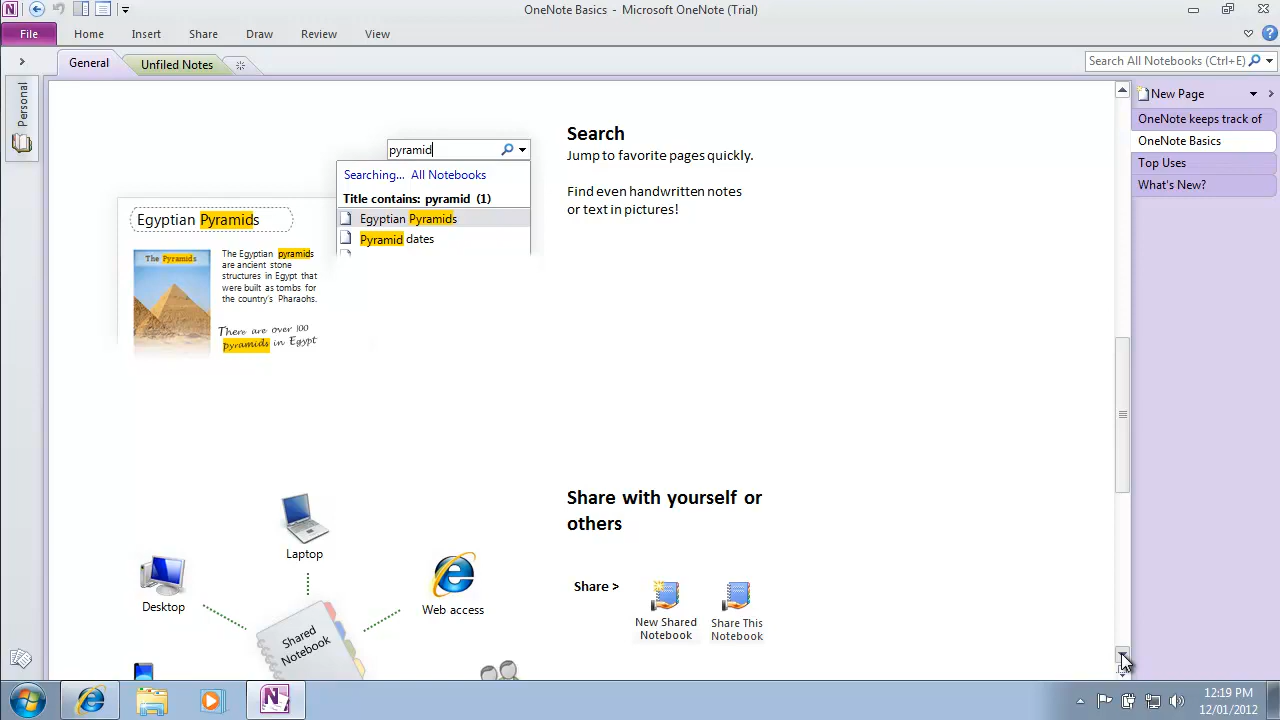 OneNote Basics - Microsoft OneNote (Trial)
File Home Insert Share Draw Review View
General Unfiled Notes
Search All Notebooks (Ctrl+E)
Personal
New Page
OneNote keeps track of
OneNote Basics
Top Uses
What's New?
pyramid
Searching... All Notebooks
Title contains: pyramid (1)
Egyptian Pyramids
Pyramid dates
Egyptian Pyramids
The Pyramids
The Egyptian pyramids
are ancient stone
structures in Egypt that
were built as tombs for
the country's Pharaohs.
There are over 100
pyramids in Egypt
Search
Jump to favorite pages quickly.
Find even handwritten notes
or text in pictures!
Laptop
Desktop
Web access
Shared
Notebook
Share with yourself or
others
Share >
New Shared
Notebook
Share This
Notebook
12:19 PM
12/01/2012